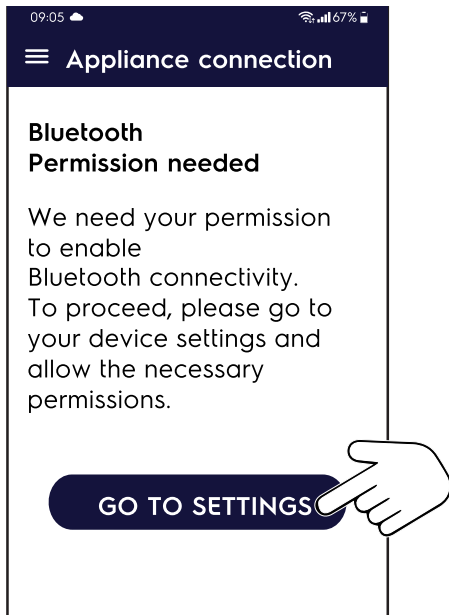 09:05 67%
Appliance connection
Bluetooth
Permission needed
We need your permission
to enable
Bluetooth connectivity.
To proceed, please go to
your device settings and
allow the necessary
permissions.
GO TO SETTINGS